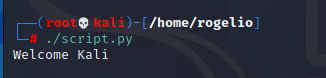 ┌──(root💀kali)-[/home/rogelio]
└─# ./script.py
Welcome Kali